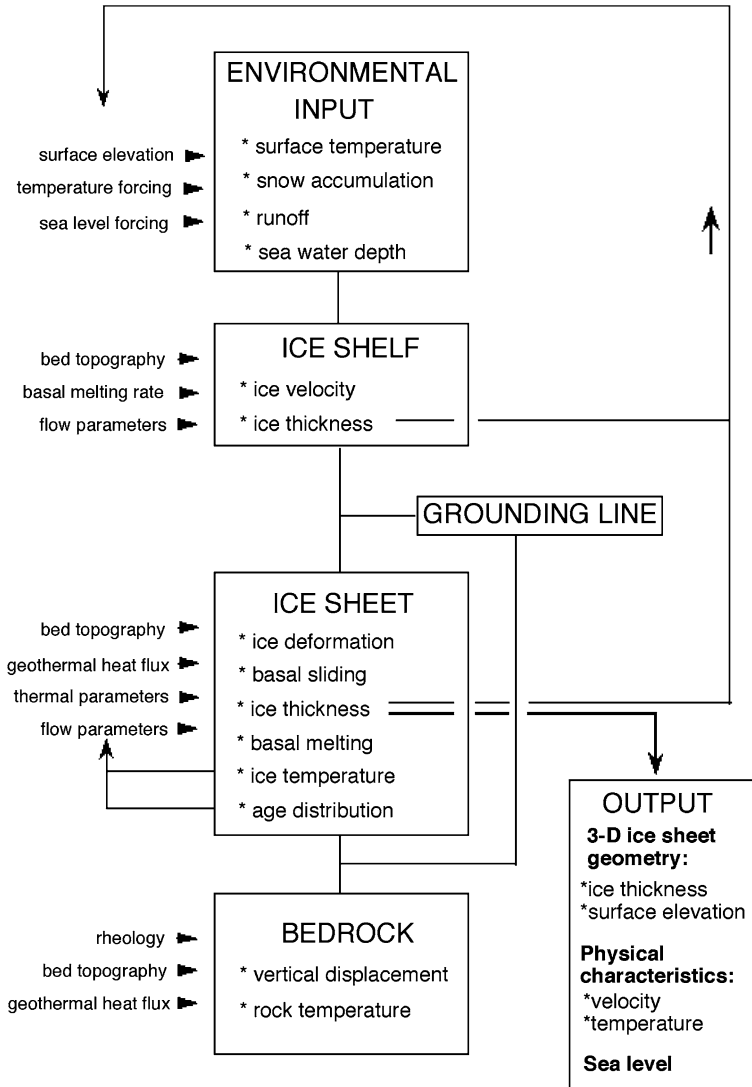 ENVIRONMENTAL
INPUT
surface elevation
temperature forcing
sea level forcing
* surface temperature
* snow accumulation
* runoff
* sea water depth
ICE SHELF
bed topography
basal melting rate
flow parameters
* ice velocity
* ice thickness
GROUNDING LINE
ICE SHEET
bed topography
geothermal heat flux
thermal parameters
flow parameters
* ice deformation
* basal sliding
* ice thickness
* basal melting
* ice temperature
* age distribution
BEDROCK
rheology
bed topography
geothermal heat flux
* vertical displacement
* rock temperature
OUTPUT
3-D ice sheet
geometry:
*ice thickness
*surface elevation
Physical
characteristics:
*velocity
*temperature
Sea level